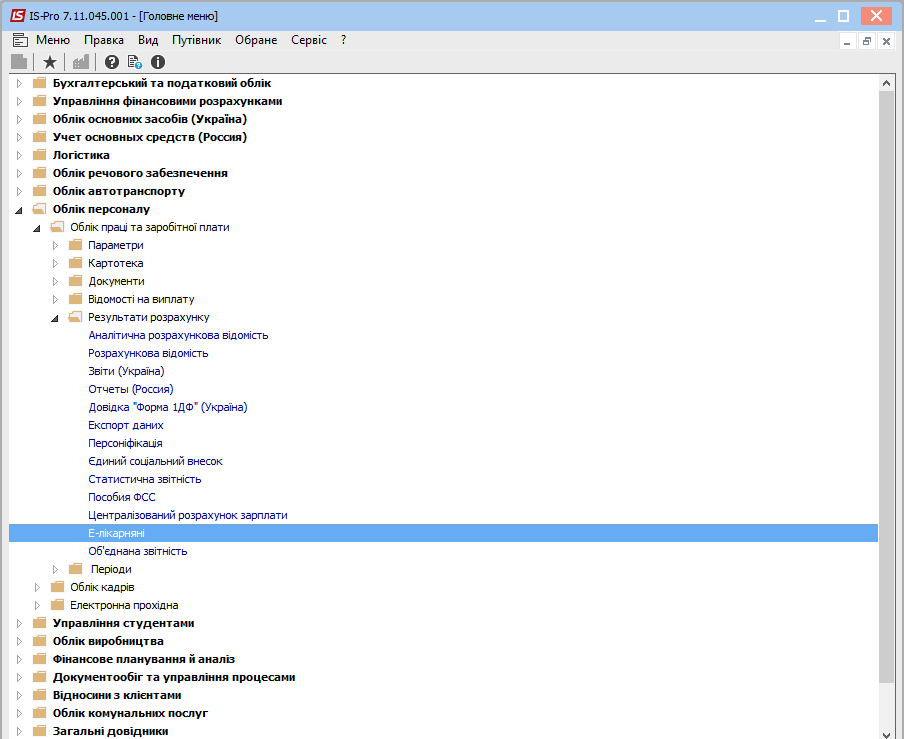 IS IS-Pro 7.11.045.001 - [Головне меню]
Меню Правка Вид Путівник Обране Сервіс ?
Бухгалтерський та податковий облік
Управління фінансовими розрахунками
Облік основних засобів (Україна)
Учет основных средств (Россия)
Логістика
Облік речового забезпечення
Облік автотранспорту
Облік персоналу
Облік праці та заробітної плати
Параметри
Картотека
Документи
Відомості на виплату
Результати розрахунку
Аналітична розрахункова відомість
Розрахункова відомість
Звіти (Україна)
Отчеты (Россия)
Довідка "Форма 1ДФ" (Україна)
Експорт даних
Персоніфікація
Єдиний соціальний внесок
Статистична звітність
Пособия ФСС
Централізований розрахунок зарплати
Е-лікарняні
Об'єднана звітність
Періоди
Облік кадрів
Електронна прохідна
Управління студентами
Облік виробництва
Фінансове планування й аналіз
Документообіг та управління процесами
Відносини з клієнтами
Облік комунальних послуг
Загальні довідники